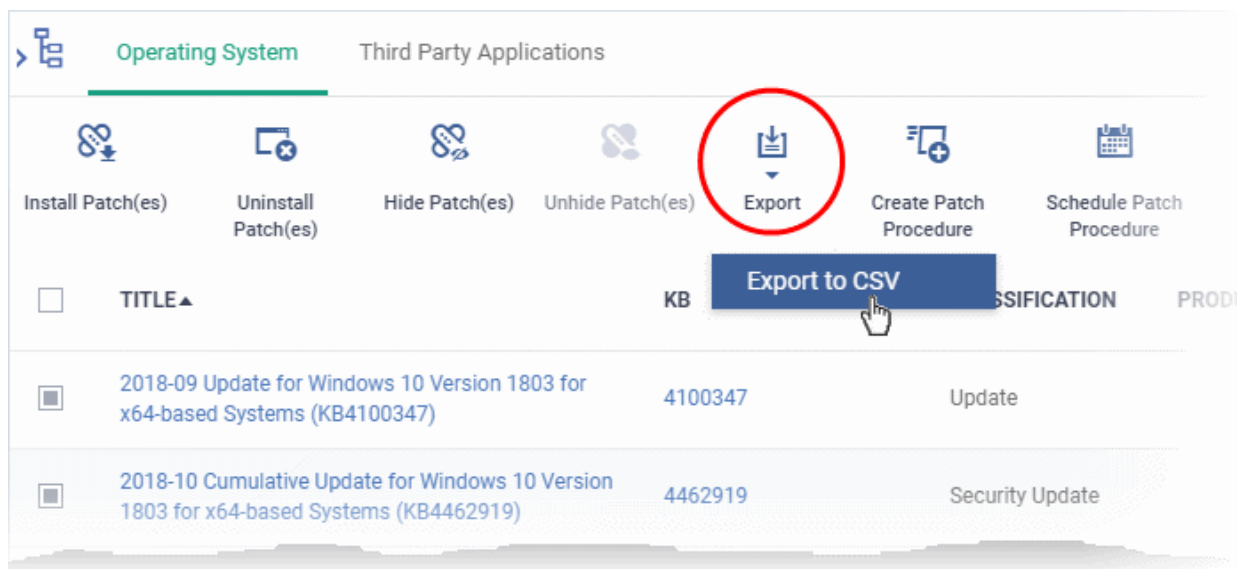 Operating System
Third Party Applications
Install Patch(es)
Uninstall
Patch(es)
Hide Patch(es)
Unhide Patch(es)
Export
Create Patch
Procedure
Schedule Patch
Procedure
Export to CSV
TITLE▲
KB
SSIFICATION
PROD
2018-09 Update for Windows 10 Version 1803 for
x64-based Systems (KB4100347)
4100347
Update
2018-10 Cumulative Update for Windows 10 Version
1803 for x64-based Systems (KB4462919)
4462919
Security Update